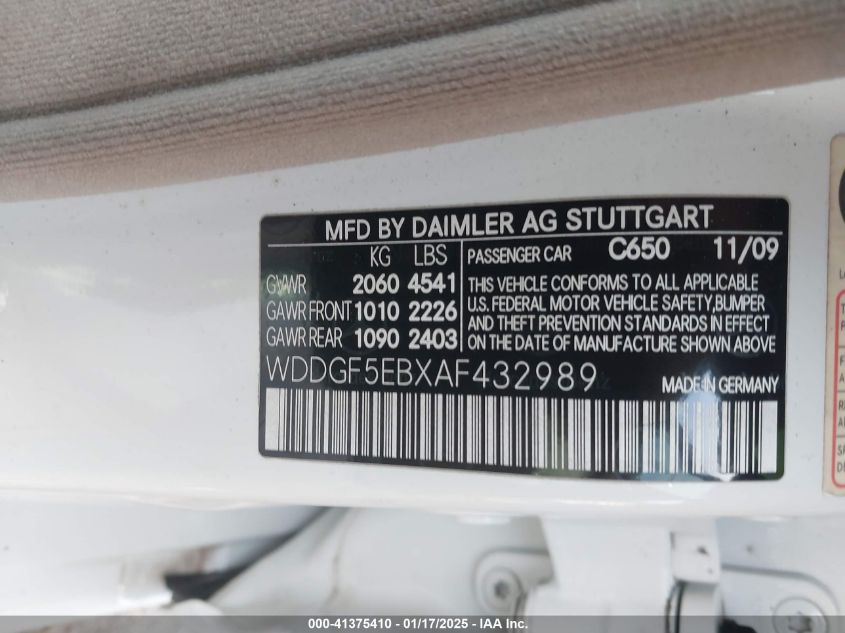 MFD BY DAIMLER AG STUTTGART
KG LBS
GVWR 2060 4541
GAWR FRONT 1010 2226
GAWR REAR 1090 2403
PASSENGER CAR C650 11/09
THIS VEHICLE CONFORMS TO ALL APPLICABLE
U.S. FEDERAL MOTOR VEHICLE SAFETY,BUMPER
AND THEFT PREVENTION STANDARDS IN EFFECT
ON THE DATE OF MANUFACTURE SHOWN ABOVE
WDDGF5EBXAF432989
MADE IN GERMANY
000-41375410 - 01/17/2025 - IAA Inc.